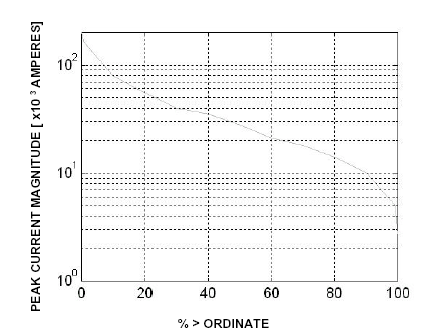 PEAK CURRENT MAGNITUDE [ x10 ³ AMPERES]
10²
10¹
10⁰
0 20 40 60 80 100
% > ORDINATE